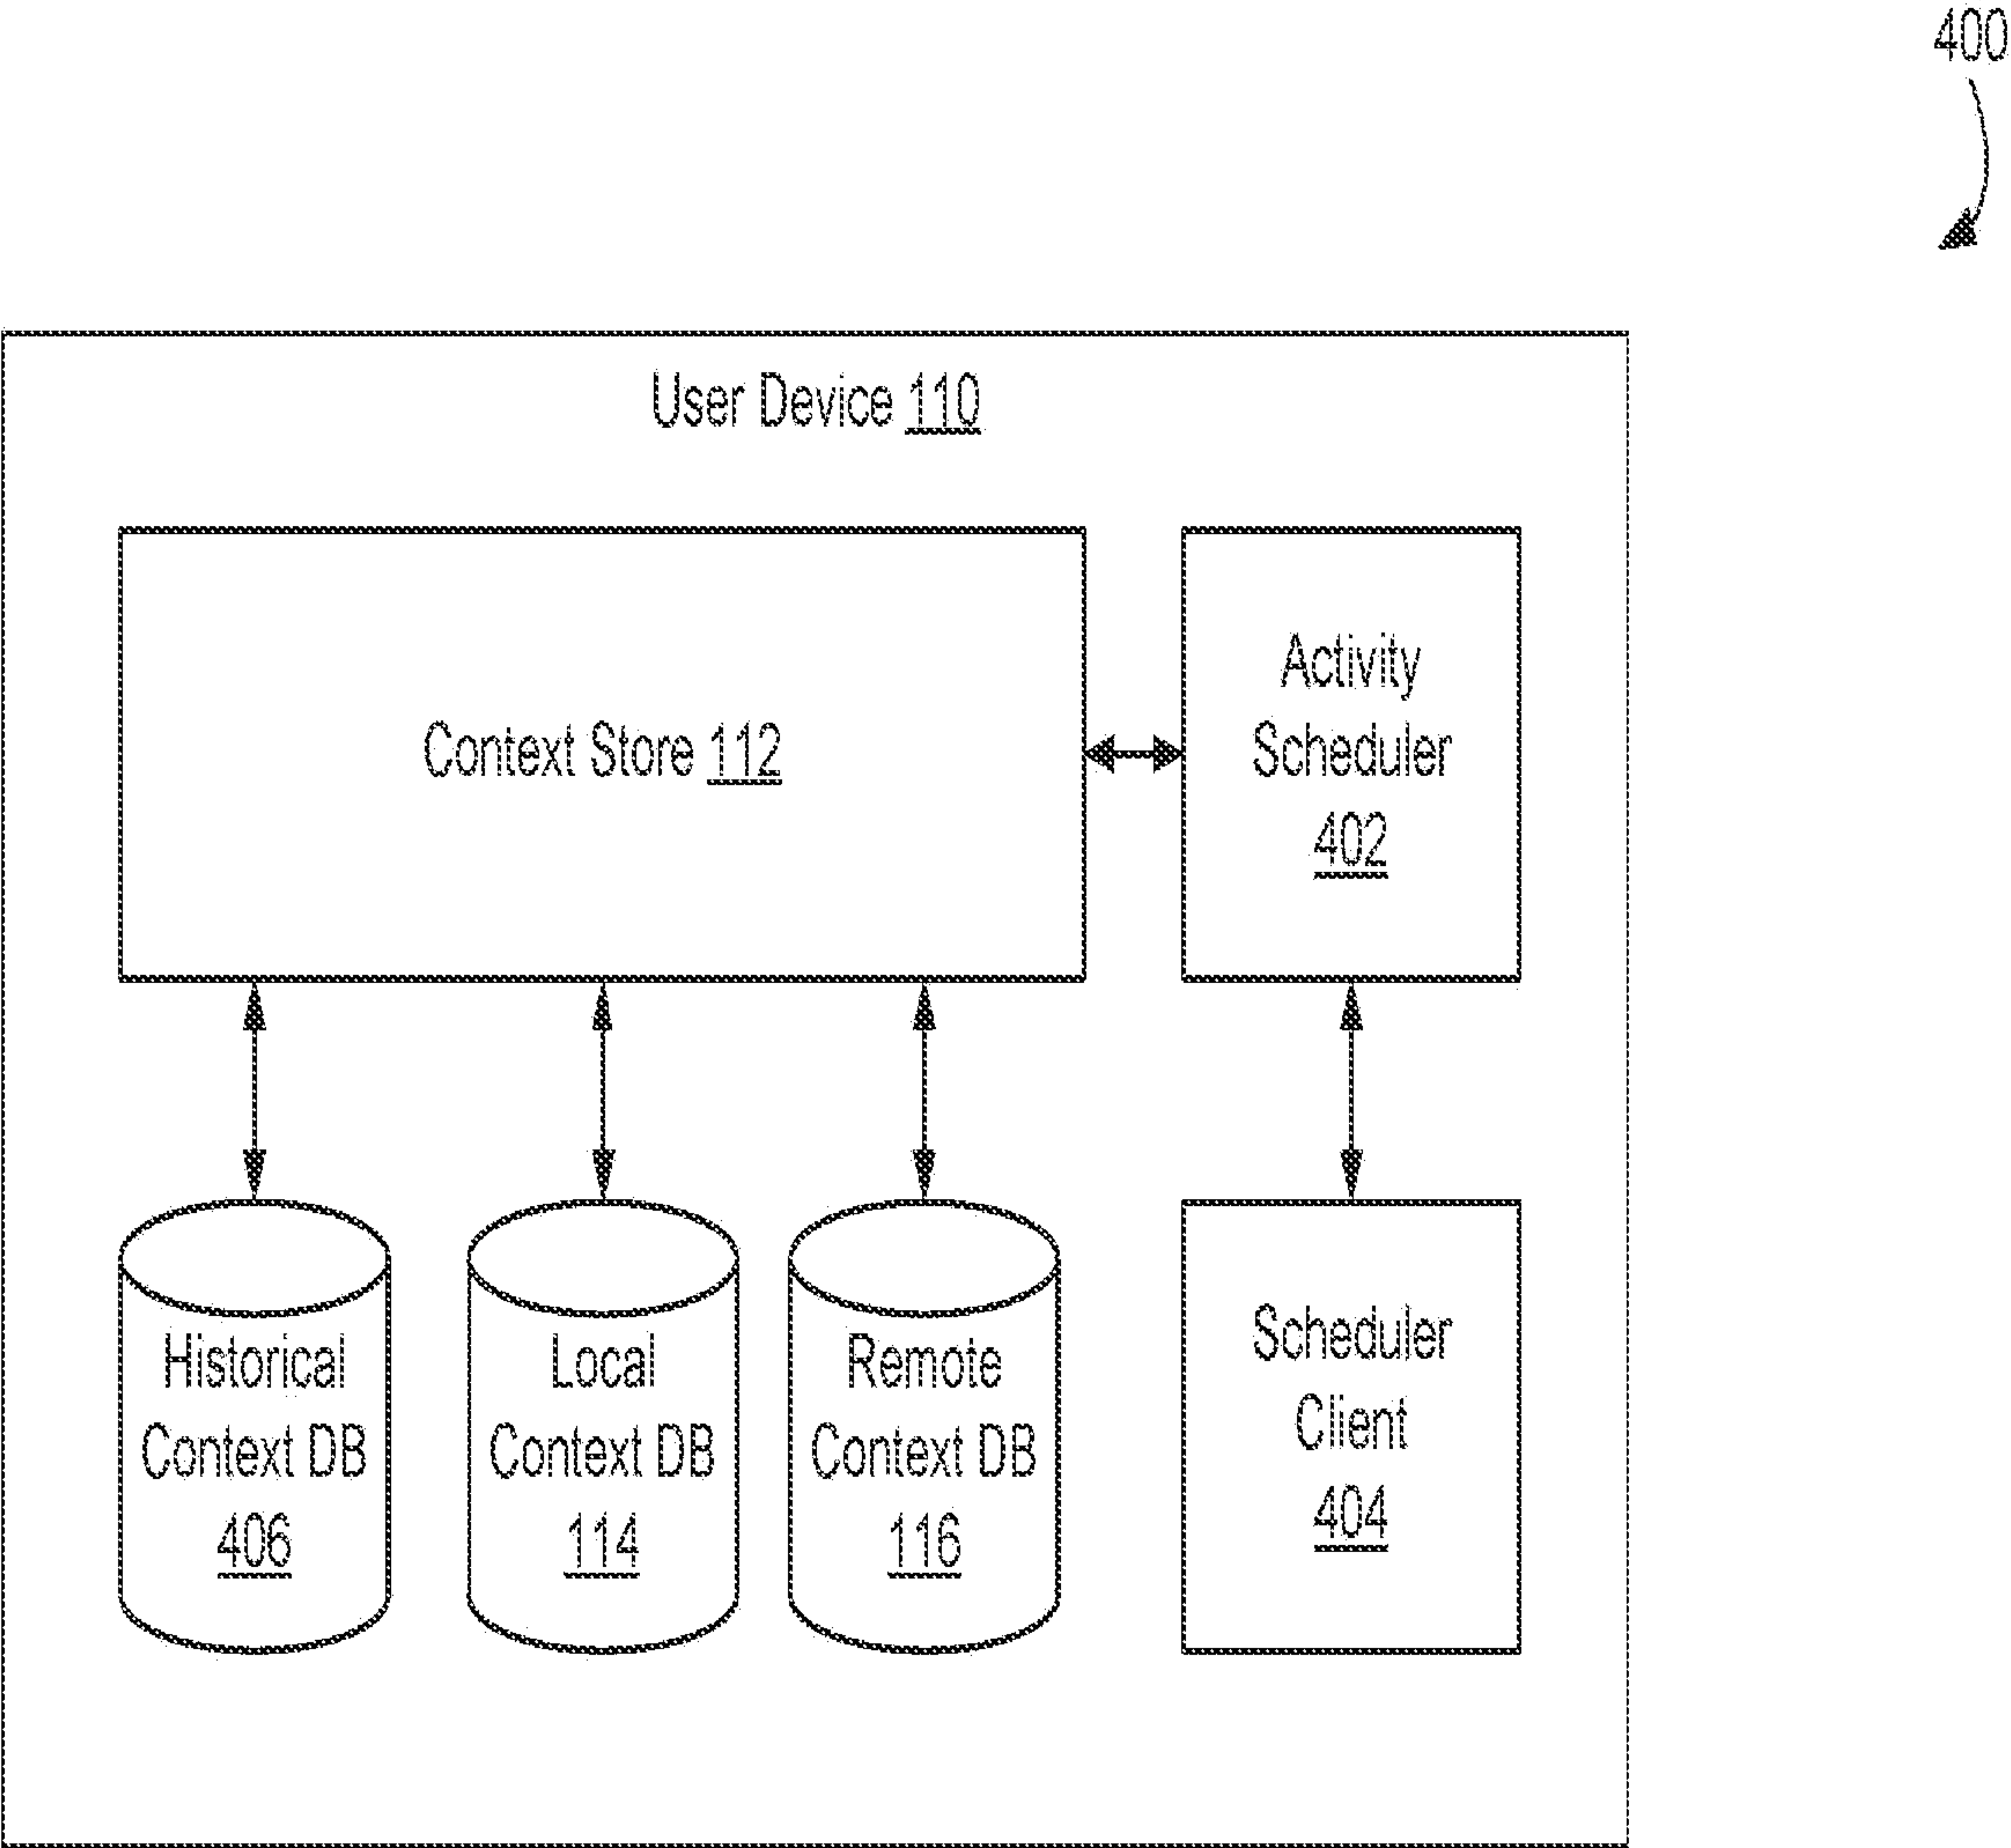 400
User Device 110
Context Store 112
Activity
Scheduler
402
Historical
Context DB
406
Local
Context DB
114
Remote
Context DB
116
Scheduler
Client
404